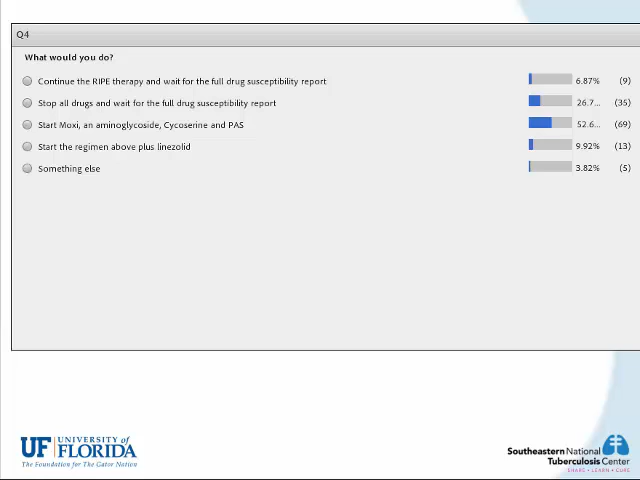 Q4
What would you do?
Continue the RIPE therapy and wait for the full drug susceptibility report 6.87% (9)
Stop all drugs and wait for the full drug susceptibility report 26.7... (35)
Start Moxi, an aminoglycoside, Cycoserine and PAS 52.6... (69)
Start the regimen above plus linezolid 9.92% (13)
Something else 3.82% (5)
UF UNIVERSITY of
FLORIDA
The Foundation for The Gator Nation
Southeastern National
Tuberculosis Center
SHARE • LEARN • CURE